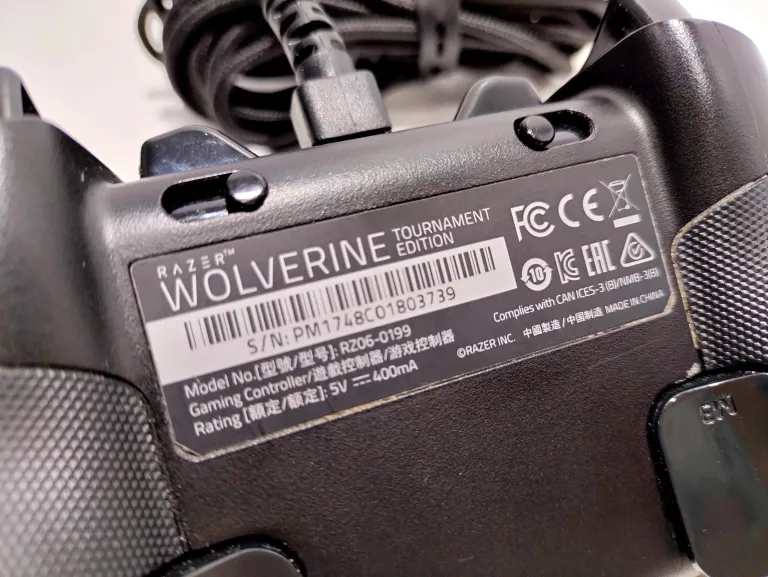 RAZER™
WOLVERINE TOURNAMENT EDITION
S/N: PM1748C01803739
Model No.[型號/型号]: RZ06-0199
Gaming Controller/遊戲控制器/游戏控制器
Rating [額定/额定]: 5V ⎓ 400mA
FC CE
10 EAC
Complies with CAN ICES-3 (B)/NMB-3(B)
©RAZER INC. 中國製造/中国制造 MADE IN CHINA
M3